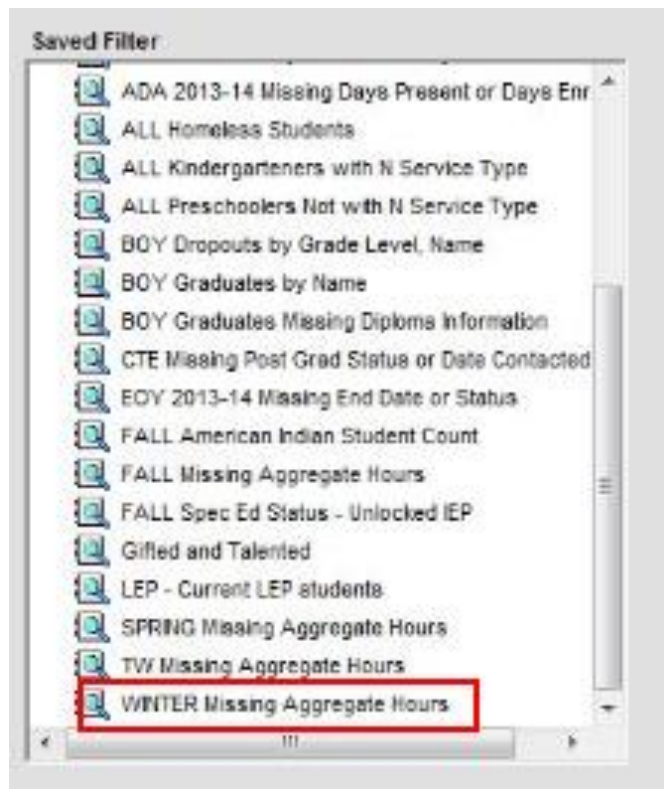 Saved Filter
ADA 2013-14 Missing Days Present or Days Enr
ALL Homeless Students
ALL Kindergarteners with N Service Type
ALL Preschoolers Not with N Service Type
BOY Dropouts by Grade Level, Name
BOY Graduates by Name
BOY Graduates Missing Diploma Information
CTE Missing Post Grad Status or Date Contacted
EOY 2013-14 Missing End Date or Status
FALL American Indian Student Count
FALL Missing Aggregate Hours
FALL Spec Ed Status - Unlocked IEP
Gifted and Talented
LEP - Current LEP students
SPRING Missing Aggregate Hours
TW Missing Aggregate Hours
WINTER Missing Aggregate Hours